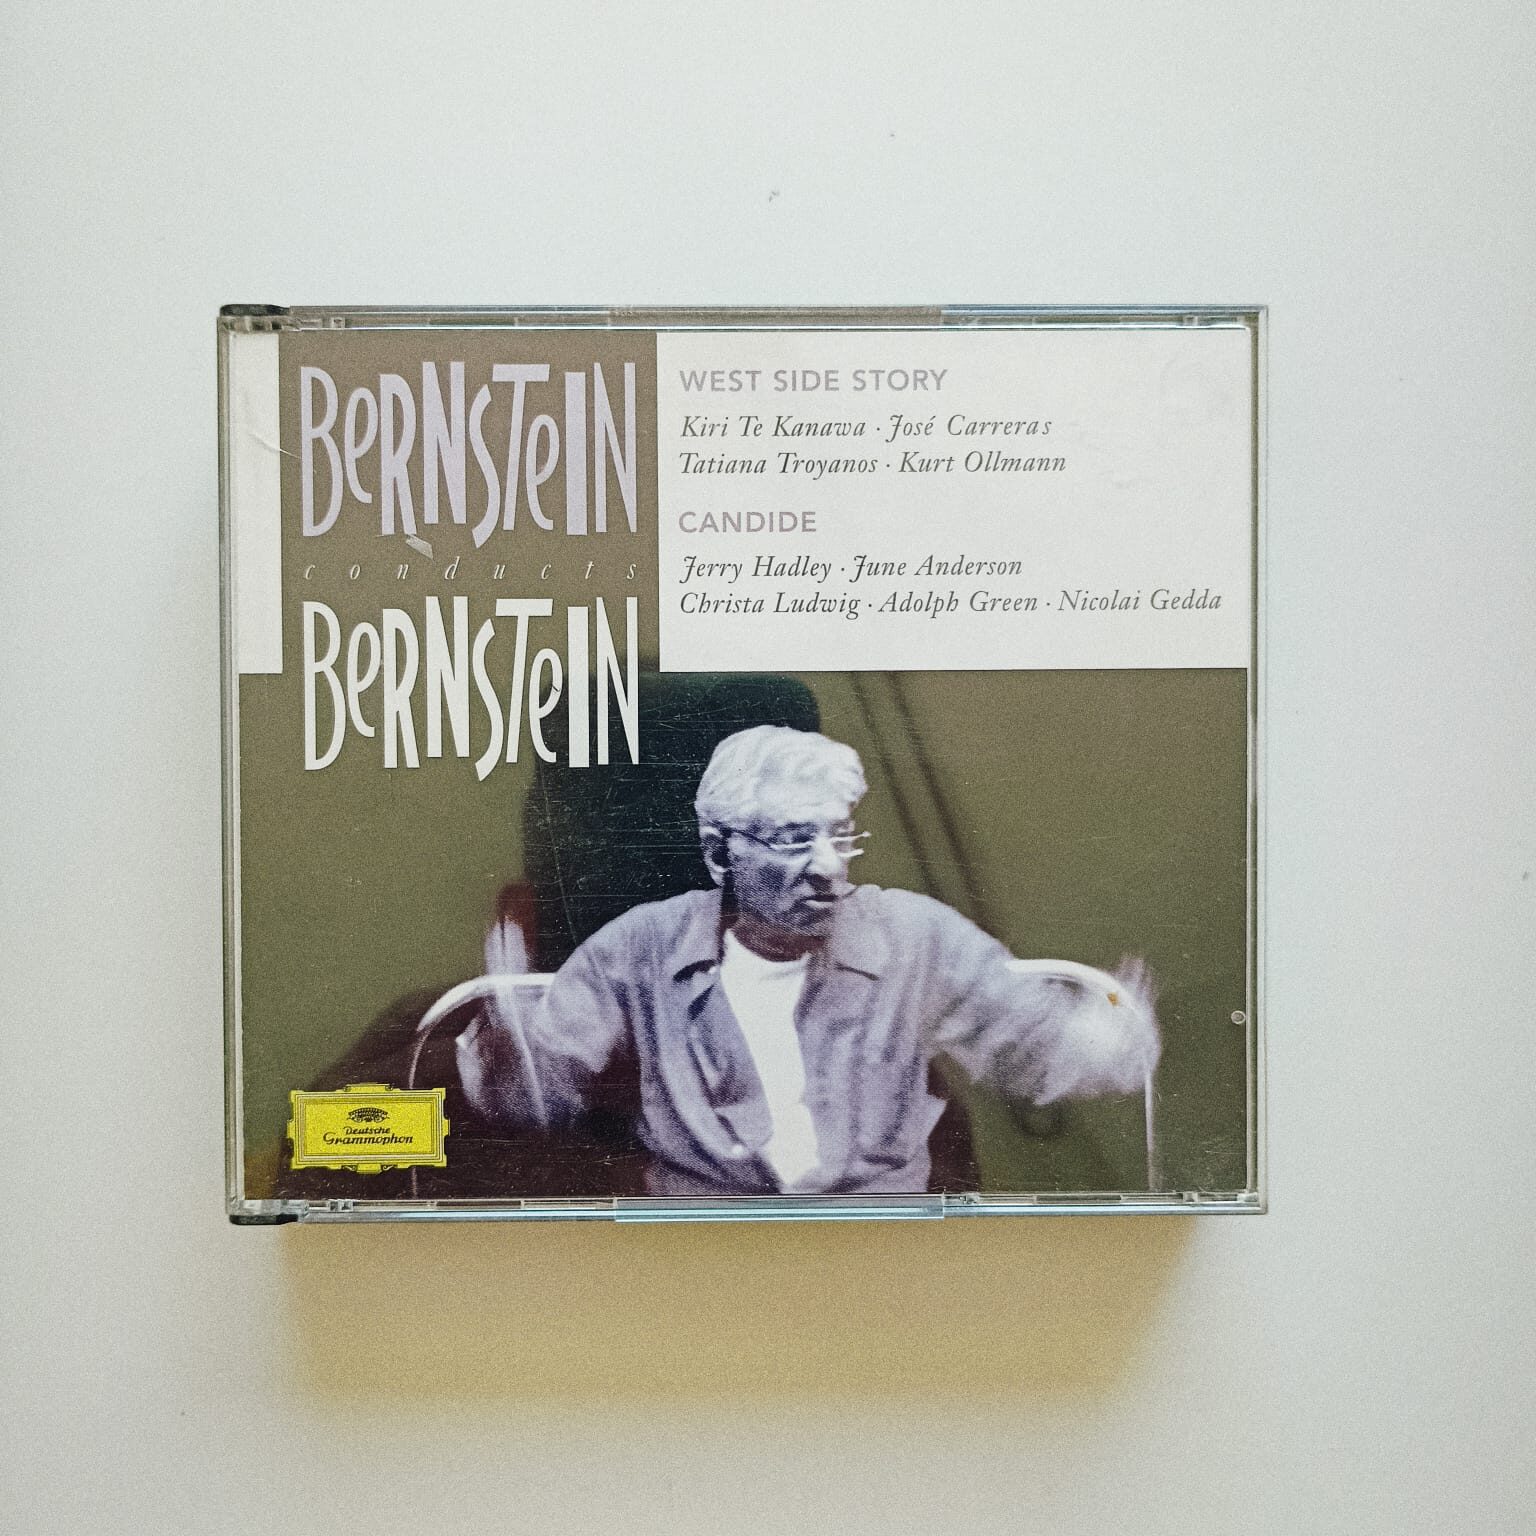 BERNSTEIN
conducts
BERNSTEIN
WEST SIDE STORY
Kiri Te Kanawa · José Carreras
Tatiana Troyanos · Kurt Ollmann
CANDIDE
Jerry Hadley · June Anderson
Christa Ludwig · Adolph Green · Nicolai Gedda
Deutsche
Grammophon